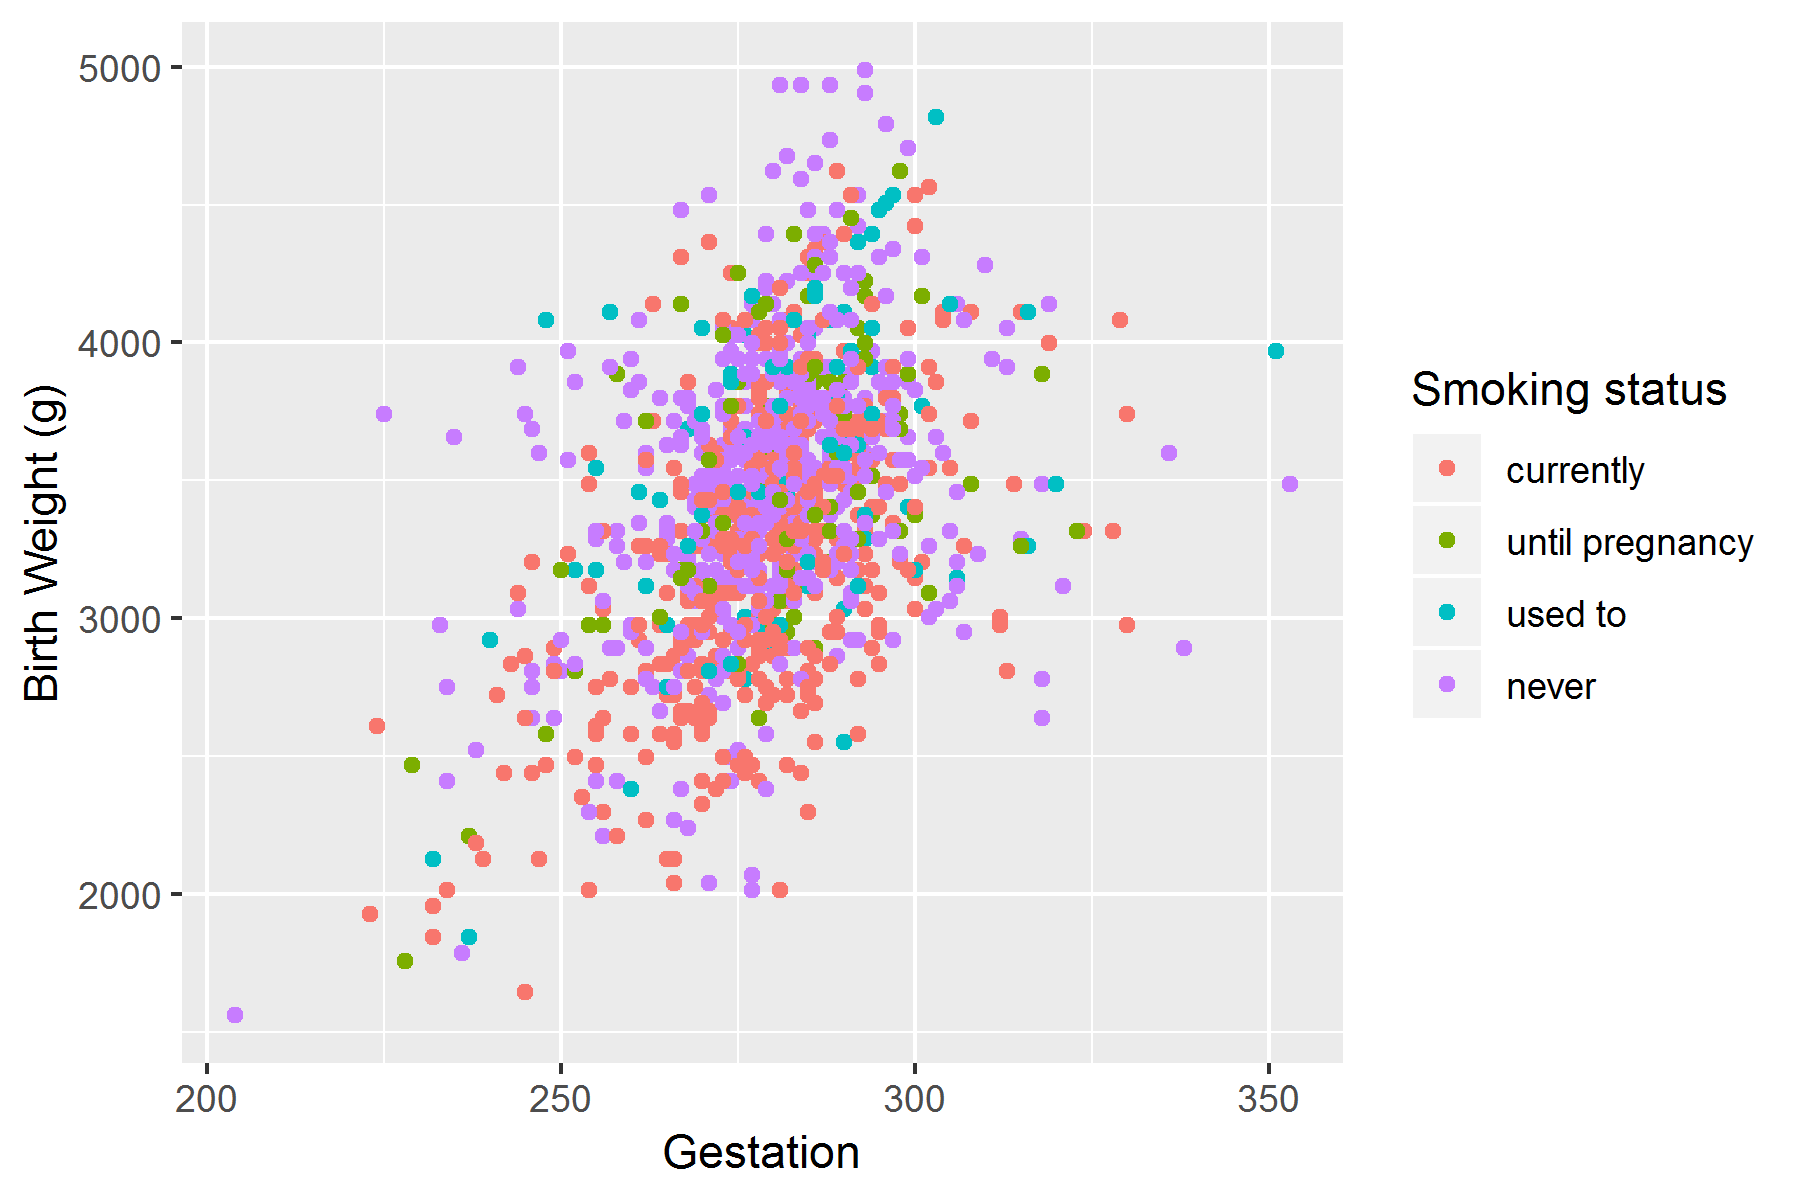 5000
4000
3000
2000
Birth Weight (g)
200
250
300
350
Gestation
Smoking status
currently
until pregnancy
used to
never